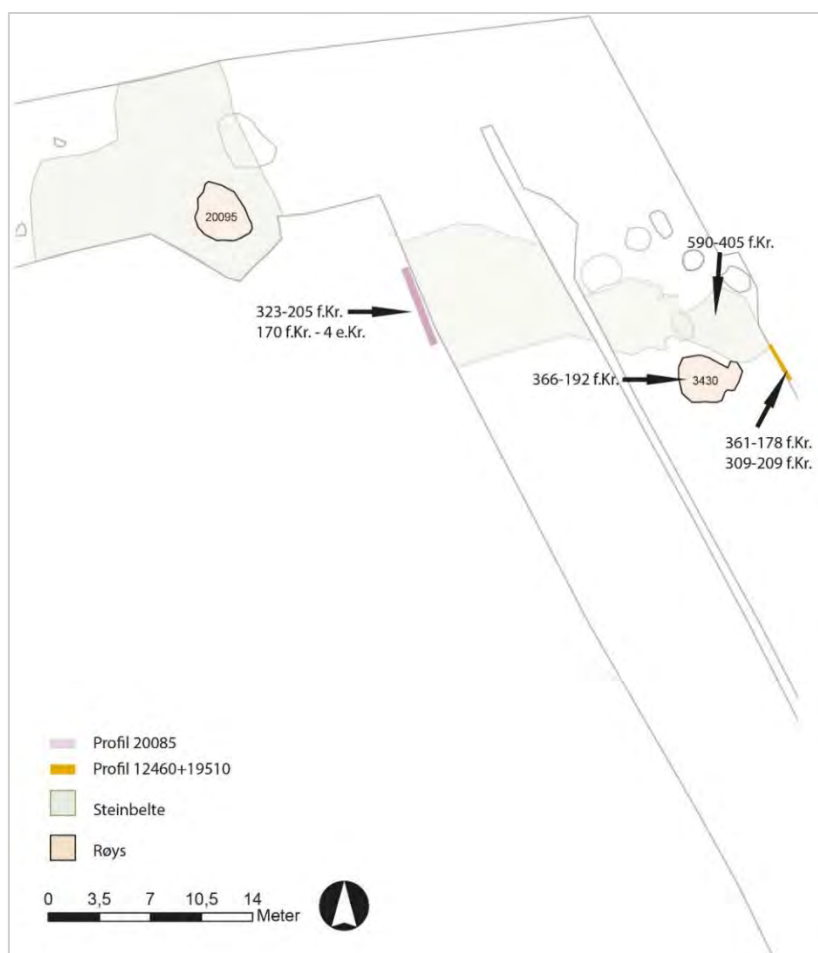 20095
590-405 f.Kr.
323-205 f.Kr.
170 f.Kr. - 4 e.Kr.
366-192 f.Kr.
3430
361-178 f.Kr.
309-209 f.Kr.
Profil 20085
Profil 12460+19510
Steinbelte
Røys
0 3,5 7 10,5 14
Meter